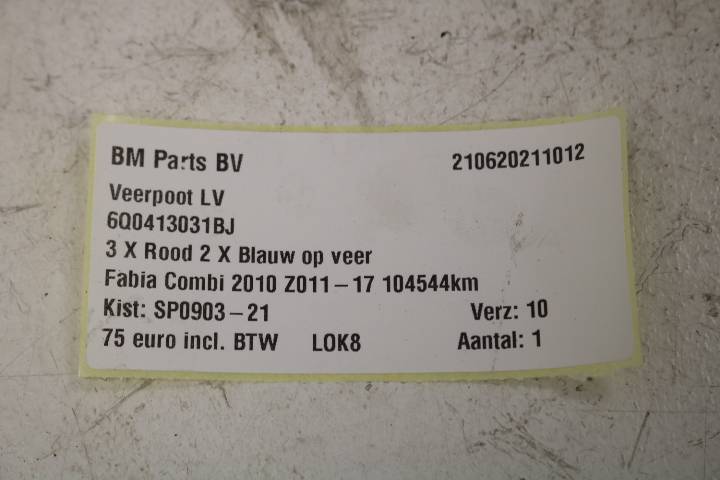 BM Parts BV 210620211012
Veerpoot LV
6Q0413031BJ
3 X Rood 2 X Blauw op veer
Fabia Combi 2010 Z011-17 104544km
Kist: SP0903-21 Verz: 10
75 euro incl. BTW LOK8 Aantal: 1